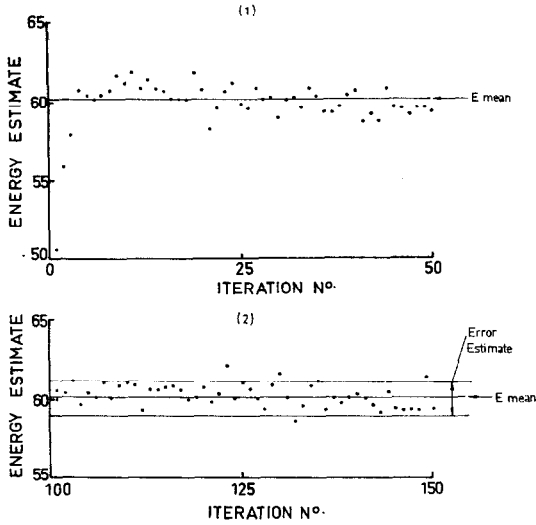 (1)
65
60
55
50
ENERGY ESTIMATE
E mean
0
25
50
ITERATION Nº.
(2)
65
60
55
ENERGY ESTIMATE
Error
Estimate
E mean
100
125
150
ITERATION Nº.